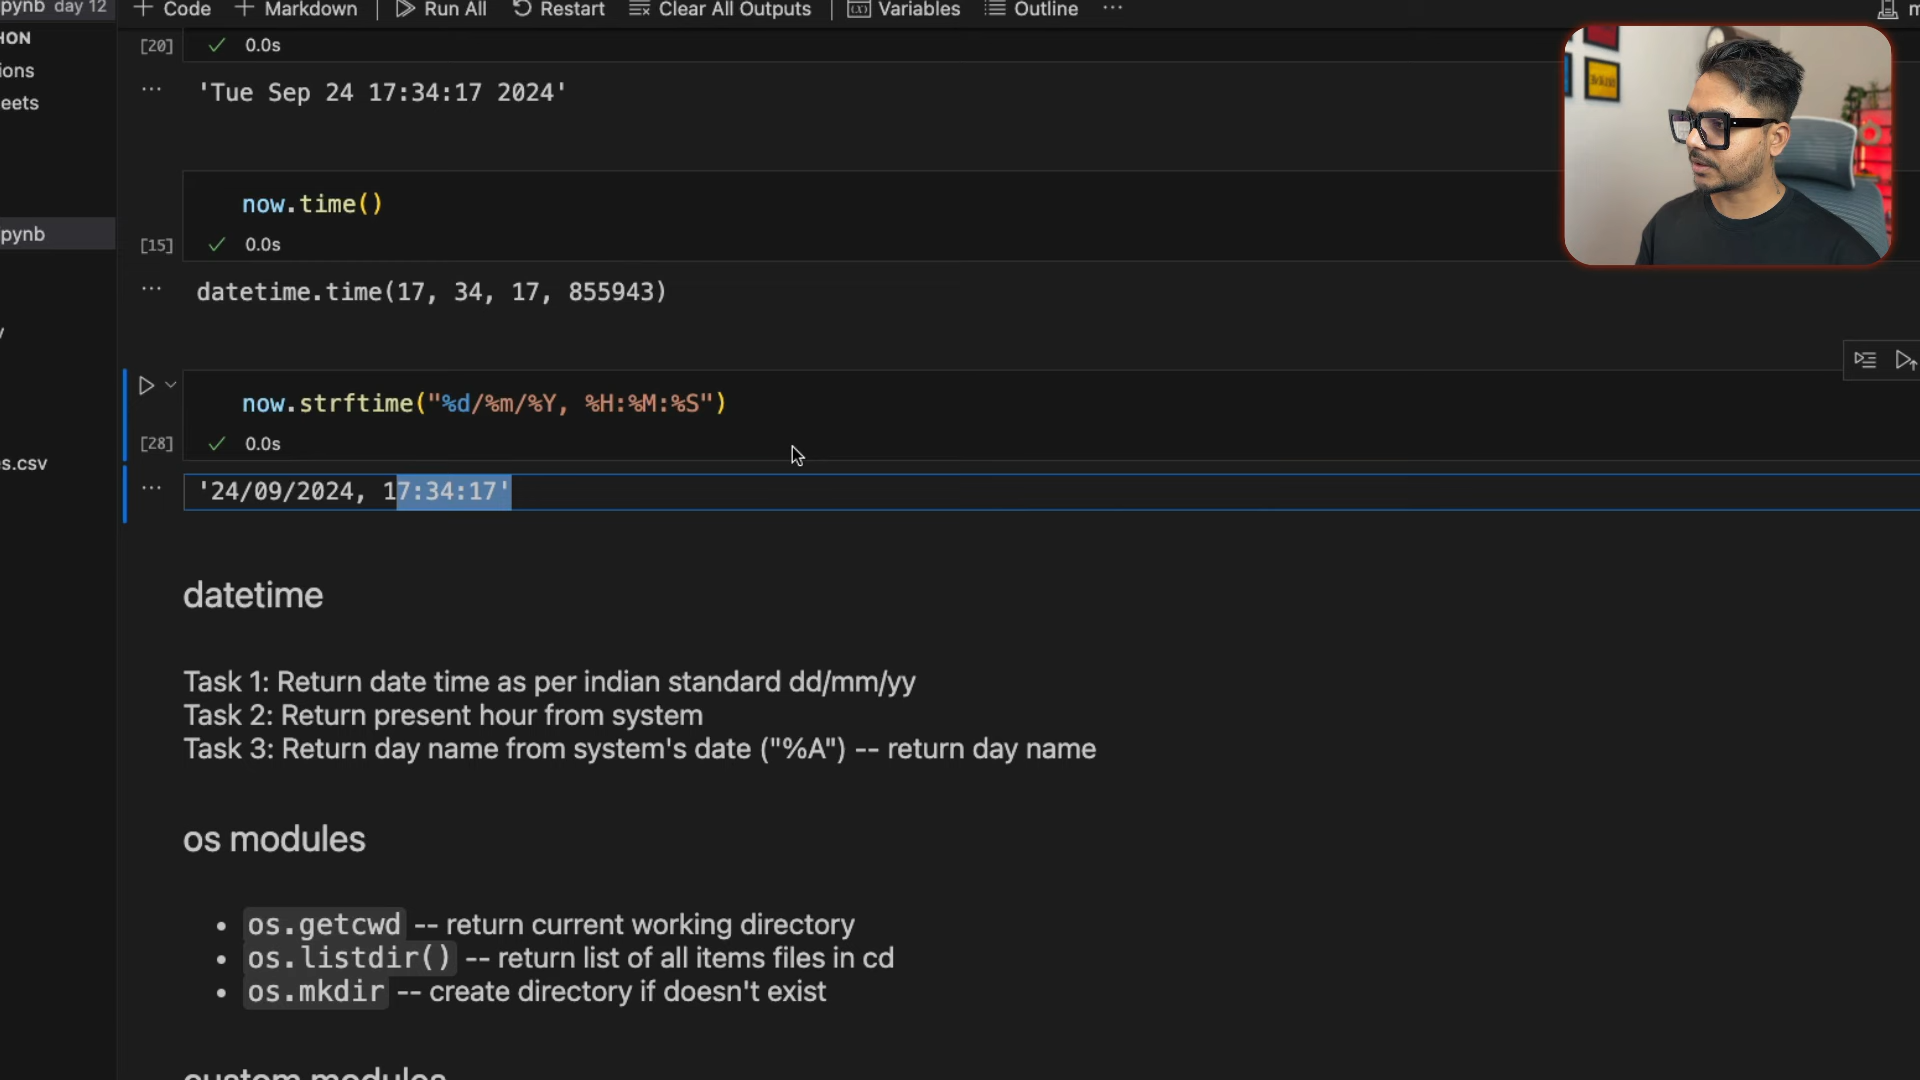 pynb day 12
Code Markdown Run All Restart Clear All Outputs Variables Outline ...
HON
ions
eets
pynb
s.csv
[20] 0.0s
... 'Tue Sep 24 17:34:17 2024'
now.time()
[15] 0.0s
... datetime.time(17, 34, 17, 855943)
now.strftime("%d/%m/%Y, %H:%M:%S")
[28] 0.0s
... '24/09/2024, 17:34:17'
datetime
Task 1: Return date time as per indian standard dd/mm/yy
Task 2: Return present hour from system
Task 3: Return day name from system's date ("%A") -- return day name
os modules
• os.getcwd -- return current working directory
• os.listdir() -- return list of all items files in cd
• os.mkdir -- create directory if doesn't exist
custom modules